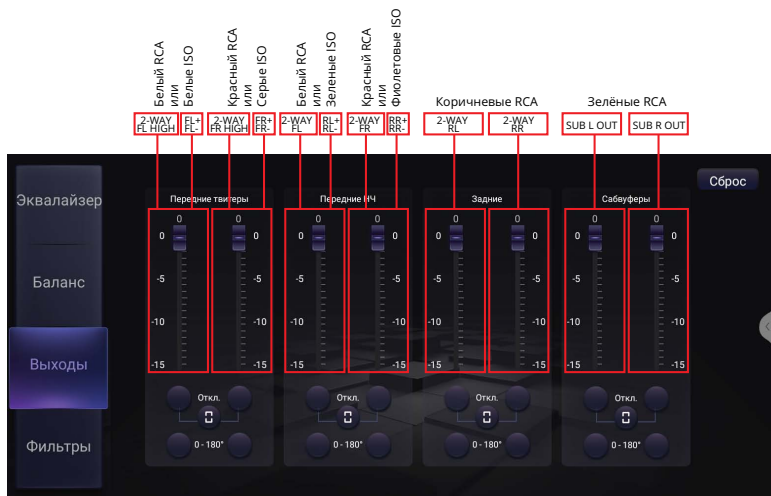 Белый RCA
или
Белые ISO
Красный RCA
или
Серые ISO
Белый RCA
или
Зеленые ISO
Красный RCA
или
Фиолетовые ISO
Коричневые RCA
Зелёные RCA
2-WAY
FL HIGH
FL+
FL-
2-WAY
FR HIGH
FR+
FR-
2-WAY
FL
RL+
RL-
2-WAY
FR
RR+
RR-
2-WAY
RL
2-WAY
RR
SUB L OUT
SUB R OUT
Сброс
Эквалайзер
Баланс
Выходы
Фильтры
Передние твитеры
Передние НЧ
Задние
Сабвуферы
0 0 0 0 0 0 0 0
0 0 0 0 0 0 0 0
-5 -5 -5 -5 -5 -5 -5 -5
-10 -10 -10 -10 -10 -10 -10 -10
-15 -15 -15 -15 -15 -15 -15 -15
Откл. Откл. Откл. Откл.
0 - 180° 0 - 180° 0 - 180° 0 - 180°